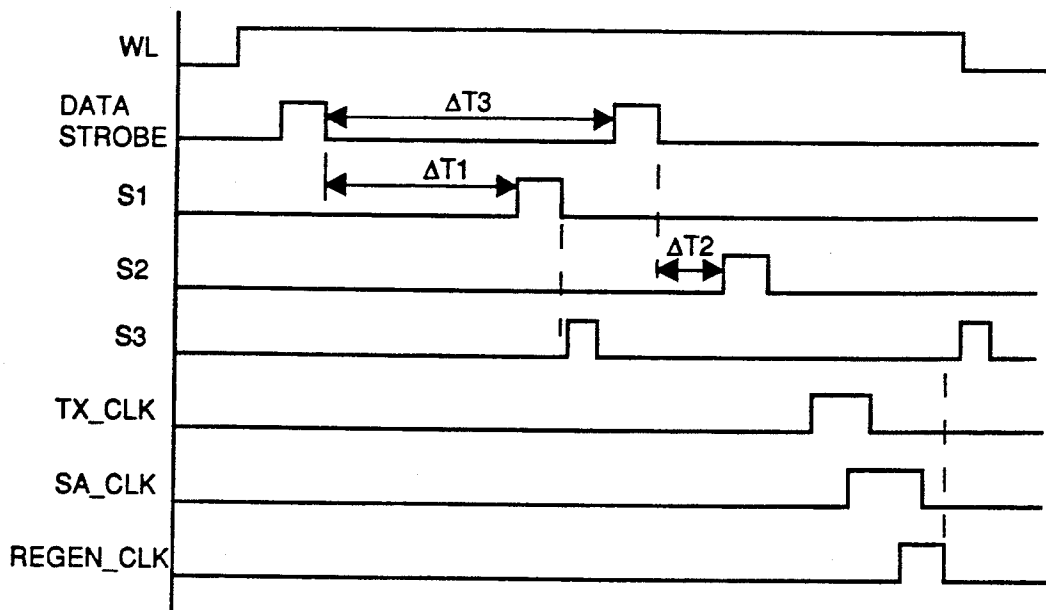 WL
DATA
STROBE
ΔT3
S1
ΔT1
S2
ΔT2
S3
TX_CLK
SA_CLK
REGEN_CLK